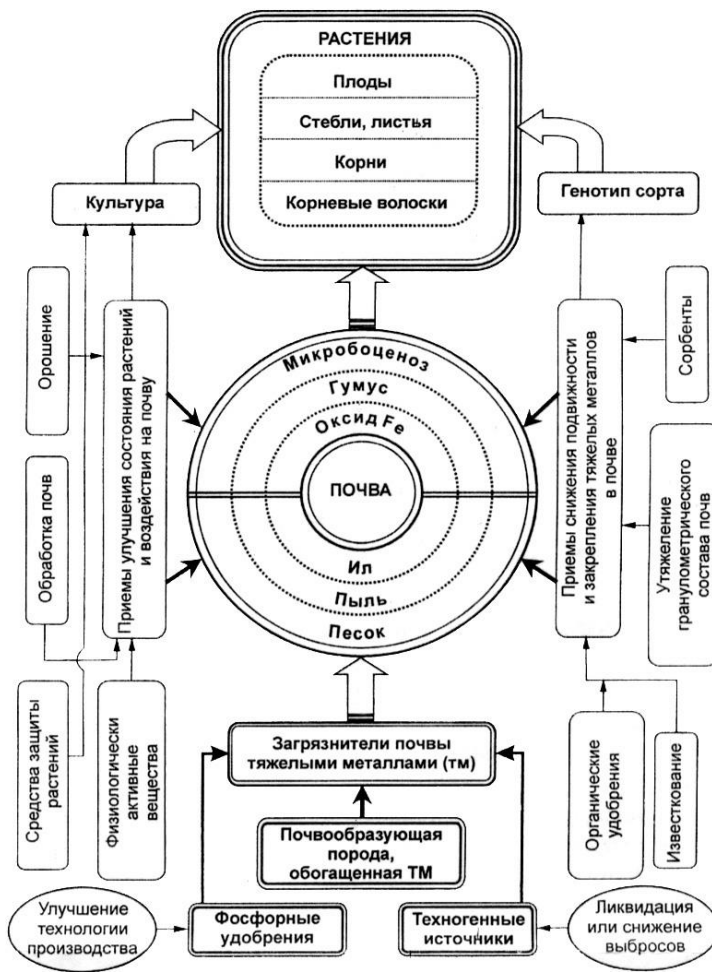 РАСТЕНИЯ
Плоды
Стебли, листья
Корни
Корневые волоски
Культура
Генотип сорта
Орошение
Обработка почв
Средства защиты
растений
Физиологически
активные
вещества
Приемы улучшения состояния растений
и воздействия на почву
Микробоценоз
Гумус
Оксид Fe
ПОЧВА
Ил
Пыль
Песок
Приемы снижения подвижности
и закрепления тяжелых металлов
в почве
Сорбенты
Утяжеление
гранулометрического
состава почв
Органические
удобрения
Известкование
Загрязнители почвы
тяжелыми металлами (тм)
Почвообразующая
порода,
обогащенная ТМ
Улучшение
технологии
производства
Фосфорные
удобрения
Техногенные
источники
Ликвидация
или снижение
выбросов